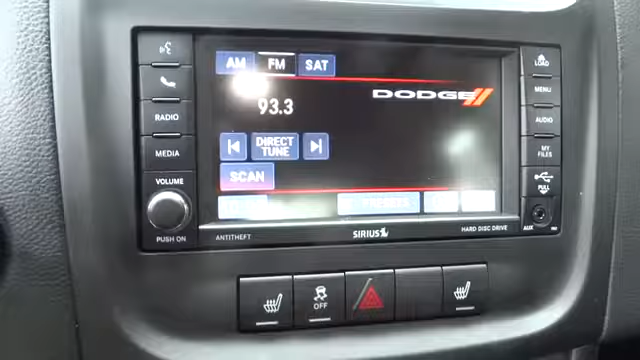 AM FM SAT
93.3
DODGE
DIRECT
TUNE
SCAN
RADIO
MEDIA
VOLUME
PUSH ON
LOAD
MENU
AUDIO
MY
FILES
PULL
AUX
ANTITHEFT
SIRIUS
HARD DISC DRIVE
OFF